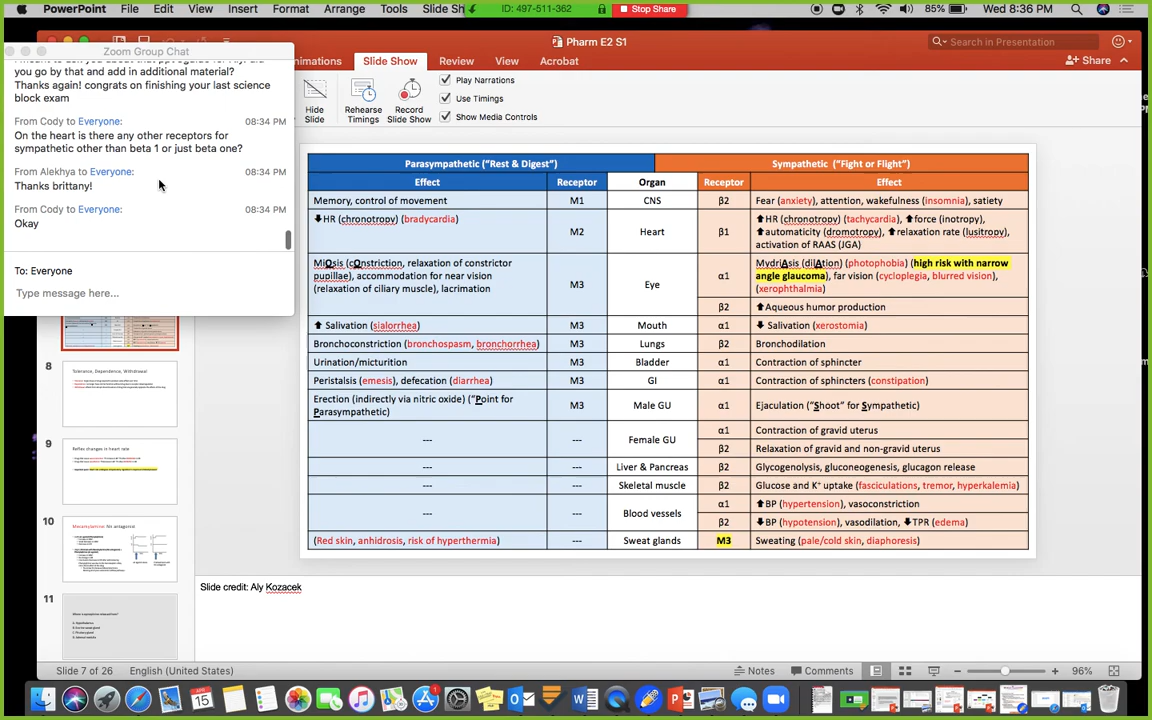 PowerPoint File Edit View Insert Format Arrange Tools Slide Sh ID: 497-511-362 Stop Share 85% Wed 8:36 PM
Pharm E2 S1
Search in Presentation
Zoom Group Chat
you go by that and add in additional material?
Thanks again! congrats on finishing your last science
block exam
From Cody to Everyone: 08:34 PM
On the heart is there any other receptors for
sympathetic other than beta 1 or just beta one?
From Alekhya to Everyone: 08:34 PM
Thanks brittany!
From Cody to Everyone: 08:34 PM
Okay
To: Everyone
Type message here...
nimations Slide Show Review View Acrobat Share
Hide Slide
Rehearse Timings
Record Slide Show
Play Narrations
Use Timings
Show Media Controls
Parasympathetic ("Rest & Digest") Sympathetic ("Fight or Flight")
Effect Receptor Organ Receptor Effect
Memory, control of movement M1 CNS β2 Fear (anxiety), attention, wakefulness (insomnia), satiety
🡇HR (chronotropy) (bradycardia) M2 Heart β1 🡅HR (chronotropy) (tachycardia), 🡅force (inotropy),
🡅automaticity (dromotropy), 🡅relaxation rate (lusitropy),
activation of RAAS (JGA)
MiOsis (cOnstriction, relaxation of constrictor
pupillae), accommodation for near vision
(relaxation of ciliary muscle), lacrimation
M3 Eye α1 MydriAsis (dilAtion) (photophobia) (high risk with narrow
angle glaucoma), far vision (cycloplegia, blurred vision),
(xerophthalmia)
β2 🡅Aqueous humor production
🡅 Salivation (sialorrhea) M3 Mouth α1 🡇 Salivation (xerostomia)
Bronchoconstriction (bronchospasm, bronchorrhea) M3 Lungs β2 Bronchodilation
Urination/micturition M3 Bladder α1 Contraction of sphincter
Peristalsis (emesis), defecation (diarrhea) M3 GI α1 Contraction of sphincters (constipation)
Erection (indirectly via nitric oxide) ("Point for
Parasympathetic)
M3 Male GU α1 Ejaculation ("Shoot" for Sympathetic)
--- --- Female GU α1 Contraction of gravid uterus
β2 Relaxation of gravid and non-gravid uterus
--- --- Liver & Pancreas β2 Glycogenolysis, gluconeogenesis, glucagon release
--- --- Skeletal muscle β2 Glucose and K⁺ uptake (fasciculations, tremor, hyperkalemia)
--- --- Blood vessels α1 🡅BP (hypertension), vasoconstriction
β2 🡇BP (hypotension), vasodilation, 🡇TPR (edema)
(Red skin, anhidrosis, risk of hyperthermia) --- Sweat glands M3 Sweating (pale/cold skin, diaphoresis)
Slide credit: Aly Kozacek
8
Tolerance, Dependence, Withdrawal
9
Reflex changes in heart rate
10
11
Slide 7 of 26 English (United States) Notes Comments 96%
APR
15